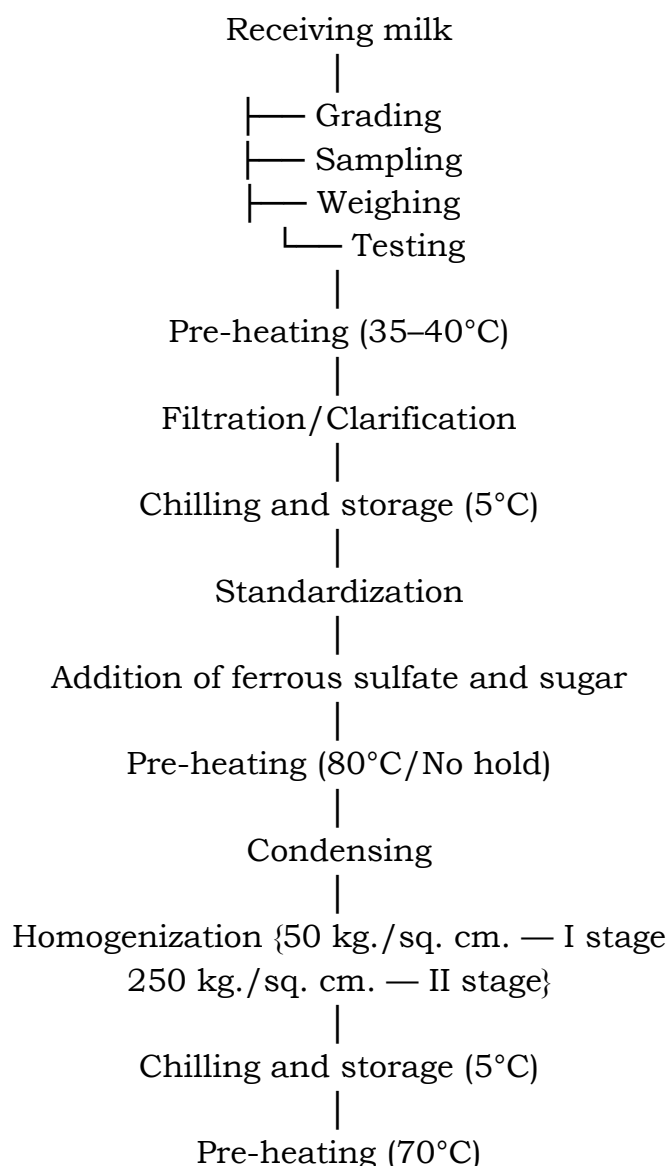 Receiving milk
Grading
Sampling
Weighing
Testing
Pre-heating (35–40°C)
Filtration/Clarification
Chilling and storage (5°C)
Standardization
Addition of ferrous sulfate and sugar
Pre-heating (80°C/No hold)
Condensing
Homogenization {50 kg./sq. cm. — I stage
250 kg./sq. cm. — II stage}
Chilling and storage (5°C)
Pre-heating (70°C)